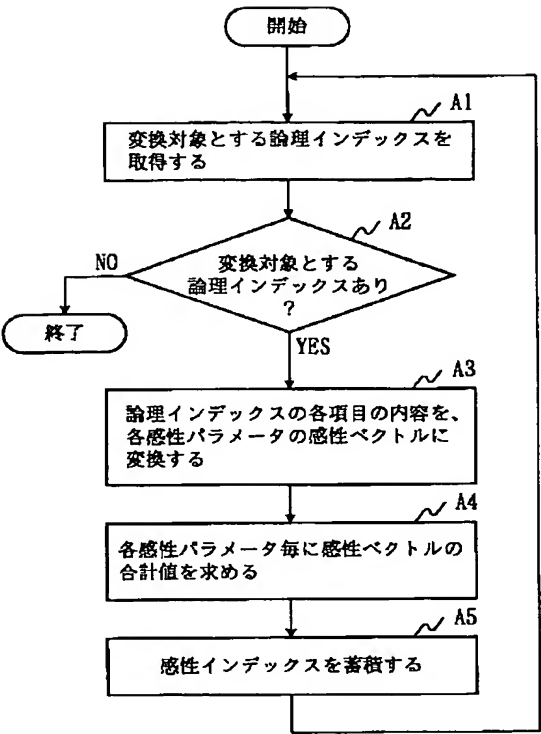 開始
A1
変換対象とする論理インデックスを
取得する
A2
変換対象とする
論理インデックスあり
?
NO
終了
YES
A3
論理インデックスの各項目の内容を、
各感性パラメータの感性ベクトルに
変換する
A4
各感性パラメータ毎に感性ベクトルの
合計値を求める
A5
感性インデックスを蓄積する